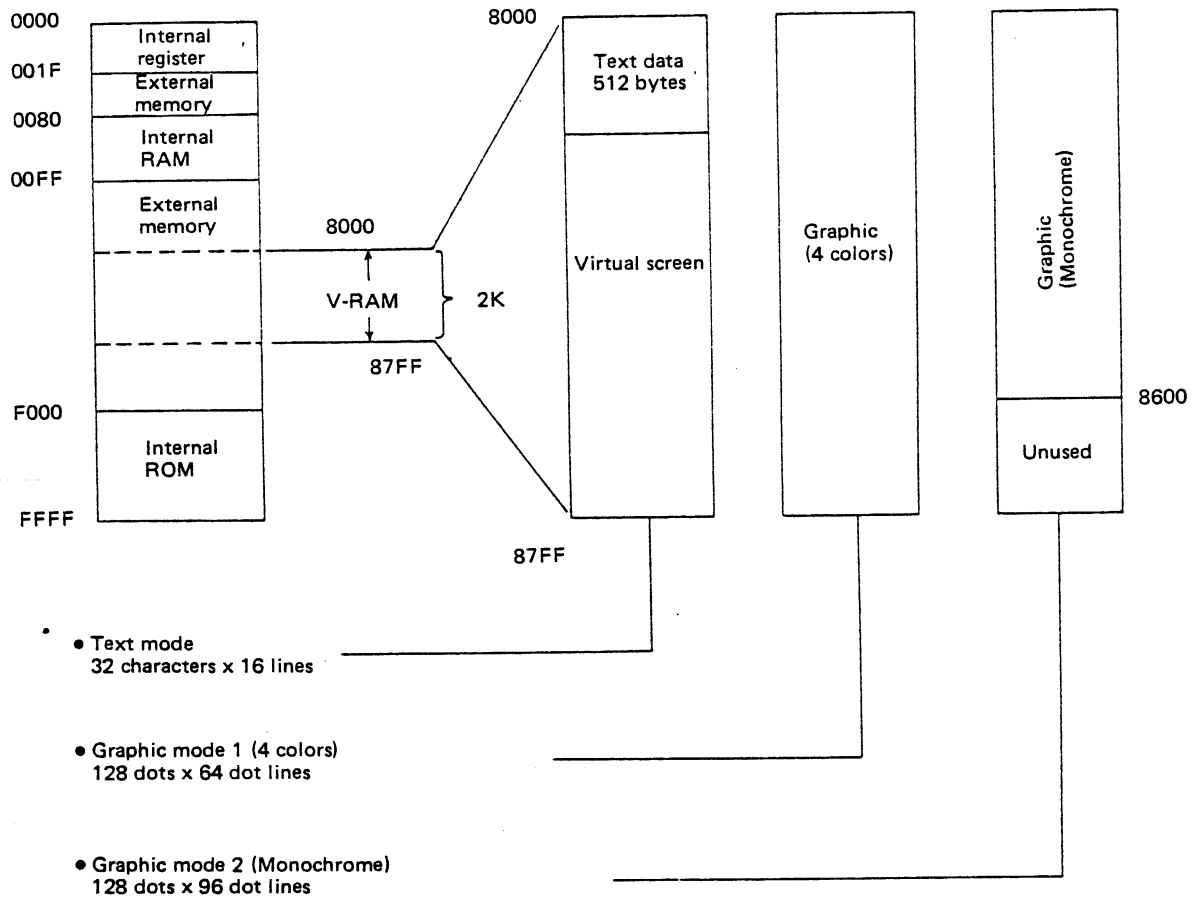 0000
Internal
register
001F
External
memory
0080
Internal
RAM
00FF
External
memory
8000
V-RAM
2K
87FF
F000
Internal
ROM
FFFF
8000
Text data
512 bytes
Virtual screen
87FF
Graphic
(4 colors)
Graphic
(Monochrome)
8600
Unused
● Text mode
32 characters x 16 lines
● Graphic mode 1 (4 colors)
128 dots x 64 dot lines
● Graphic mode 2 (Monochrome)
128 dots x 96 dot lines